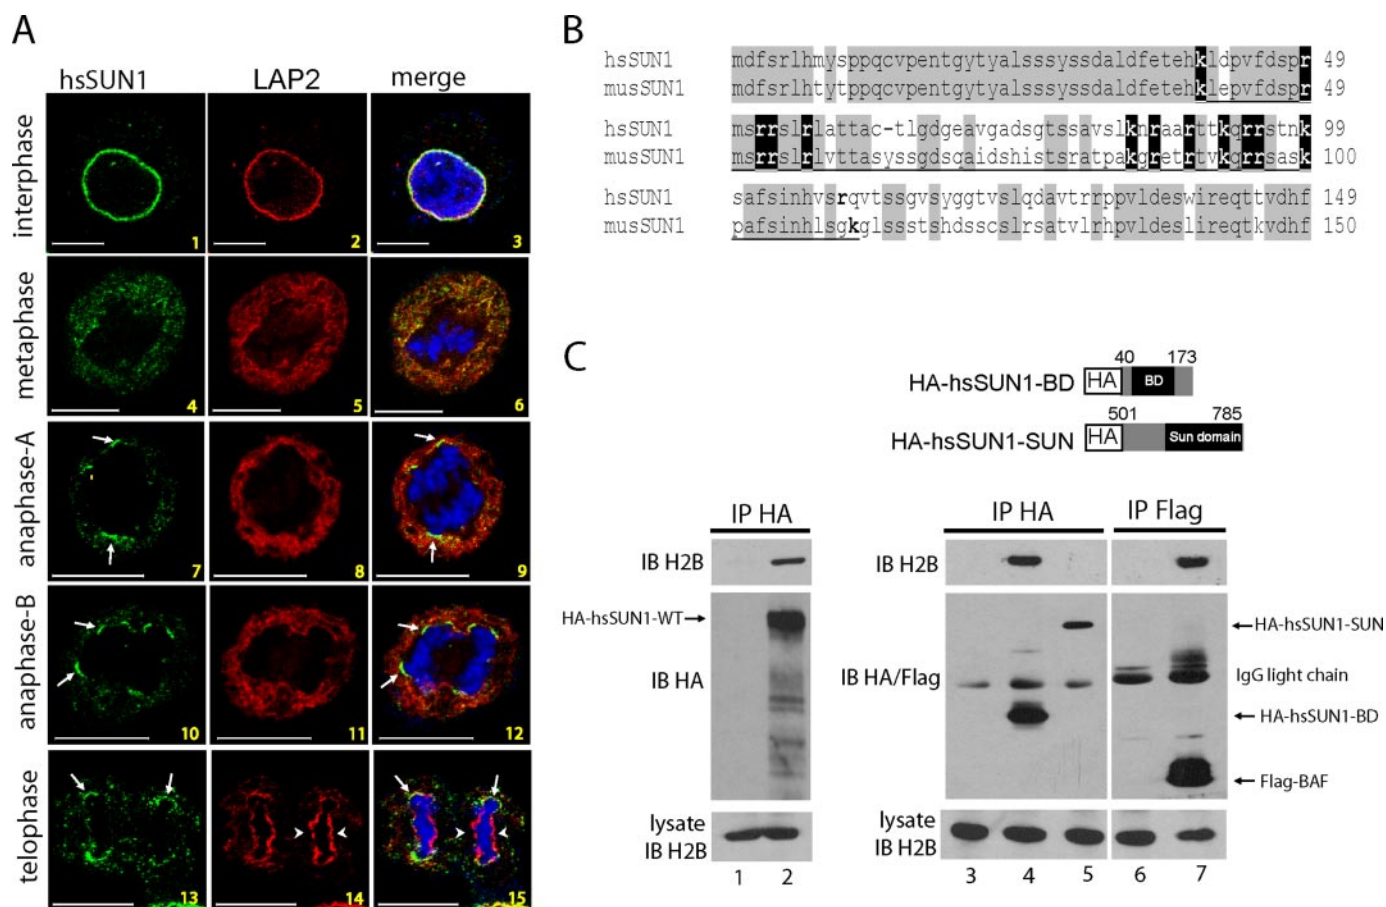 A
hsSUN1 LAP2 merge
interphase
1 2 3
metaphase
4 5 6
anaphase-A
7 8 9
anaphase-B
10 11 12
telophase
13 14 15
B
hsSUN1 mdfsrlhmysppqcvpentgytyalsssyssdaldfetehkldpvfdspr 49
musSUN1 mdfsrlhtytppqcvpentgytyalsssyssdaldfetehklepvfdspr 49
hsSUN1 msrrslrlattac-tlgdgeavgadsgtssavslknraarttkqrrstnk 99
musSUN1 msrrslrlvttasyssgdsqaidshistsratpakgretrtvkqrrsask 100
hsSUN1 safsinhvsrqvtssgvsyggtvslqdavtrrppvldeswireqttvdhf 149
musSUN1 pafsinhlsgkglssstshdsscslrsatvlrhpvldeslireqtkvdhf 150
C
40 173
HA-hsSUN1-BD HA BD
501 785
HA-hsSUN1-SUN HA Sun domain
IP HA
IB H2B
HA-hsSUN1-WT
IB HA
lysate
IB H2B
1 2
IP HA IP Flag
IB H2B
HA-hsSUN1-SUN
IB HA/Flag
IgG light chain
HA-hsSUN1-BD
Flag-BAF
lysate
IB H2B
3 4 5 6 7